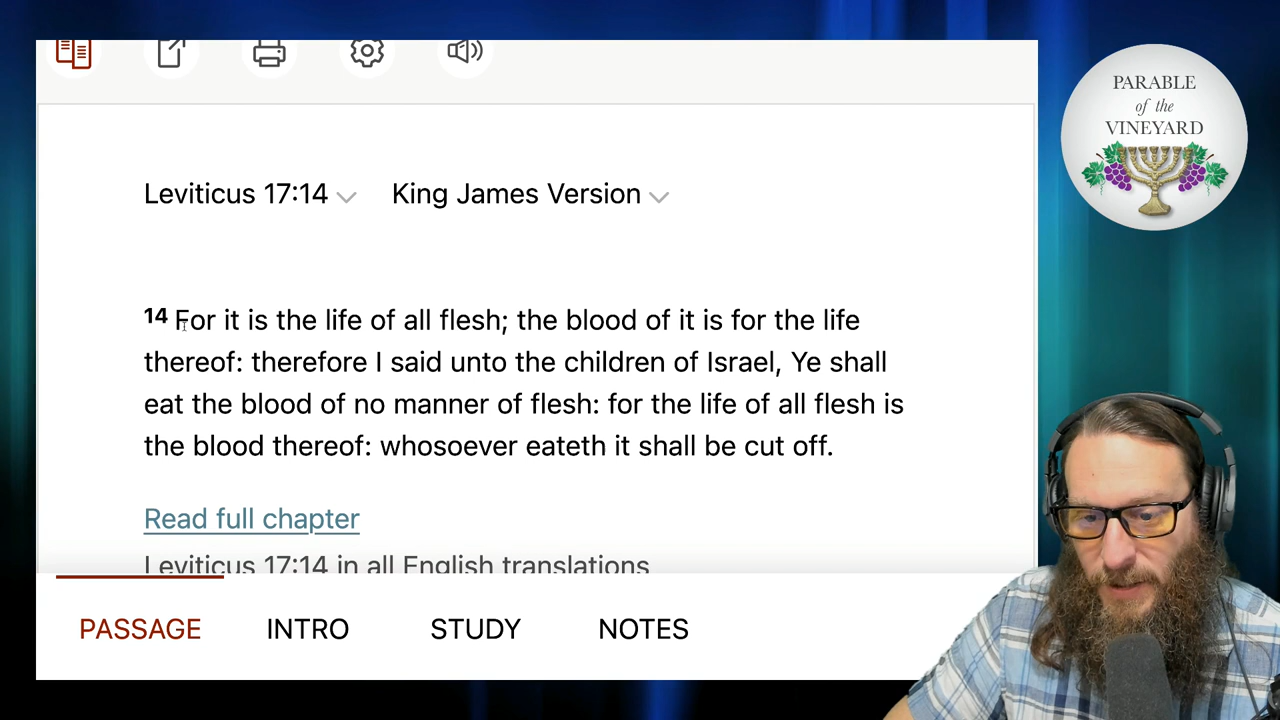 PARABLE
of the
VINEYARD
Leviticus 17:14 King James Version
14 For it is the life of all flesh; the blood of it is for the life
thereof: therefore I said unto the children of Israel, Ye shall
eat the blood of no manner of flesh: for the life of all flesh is
the blood thereof: whosoever eateth it shall be cut off.
Read full chapter
Leviticus 17:14 in all English translations
PASSAGE INTRO STUDY NOTES